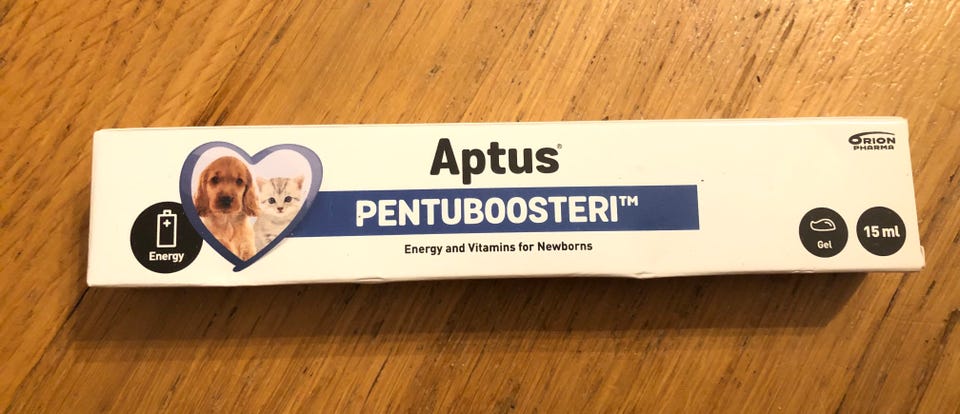 Aptus®
PENTUBOOSTERI™
Energy and Vitamins for Newborns
Energy
ORION
PHARMA
Gel
15 ml